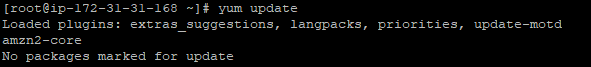 [root@ip-172-31-31-168 ~]# yum update
Loaded plugins: extras_suggestions, langpacks, priorities, update-motd
amzn2-core
No packages marked for update